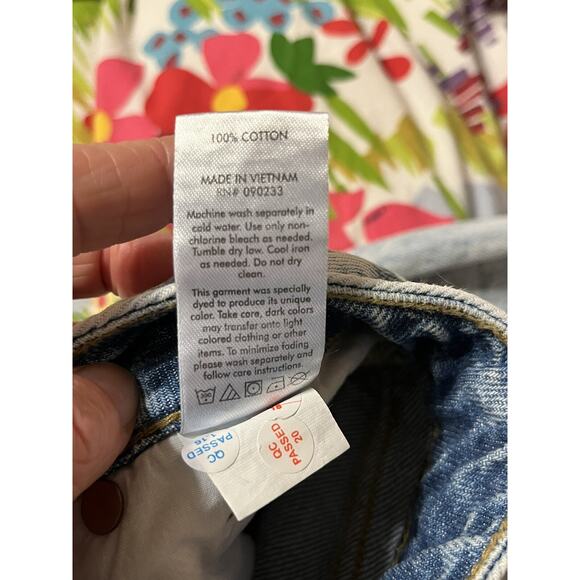 100% COTTON
MADE IN VIETNAM
RN# 090233
Machine wash separately in
cold water. Use only non-
chlorine bleach as needed.
Tumble dry low. Cool iron
as needed. Do not dry
clean.
This garment was specially
dyed to produce its unique
color. Take care, dark colors
may transfer onto light
colored clothing or other
items. To minimize fading
please wash separately and
follow care instructions.
QC
PASSED
QC
PASSED
20